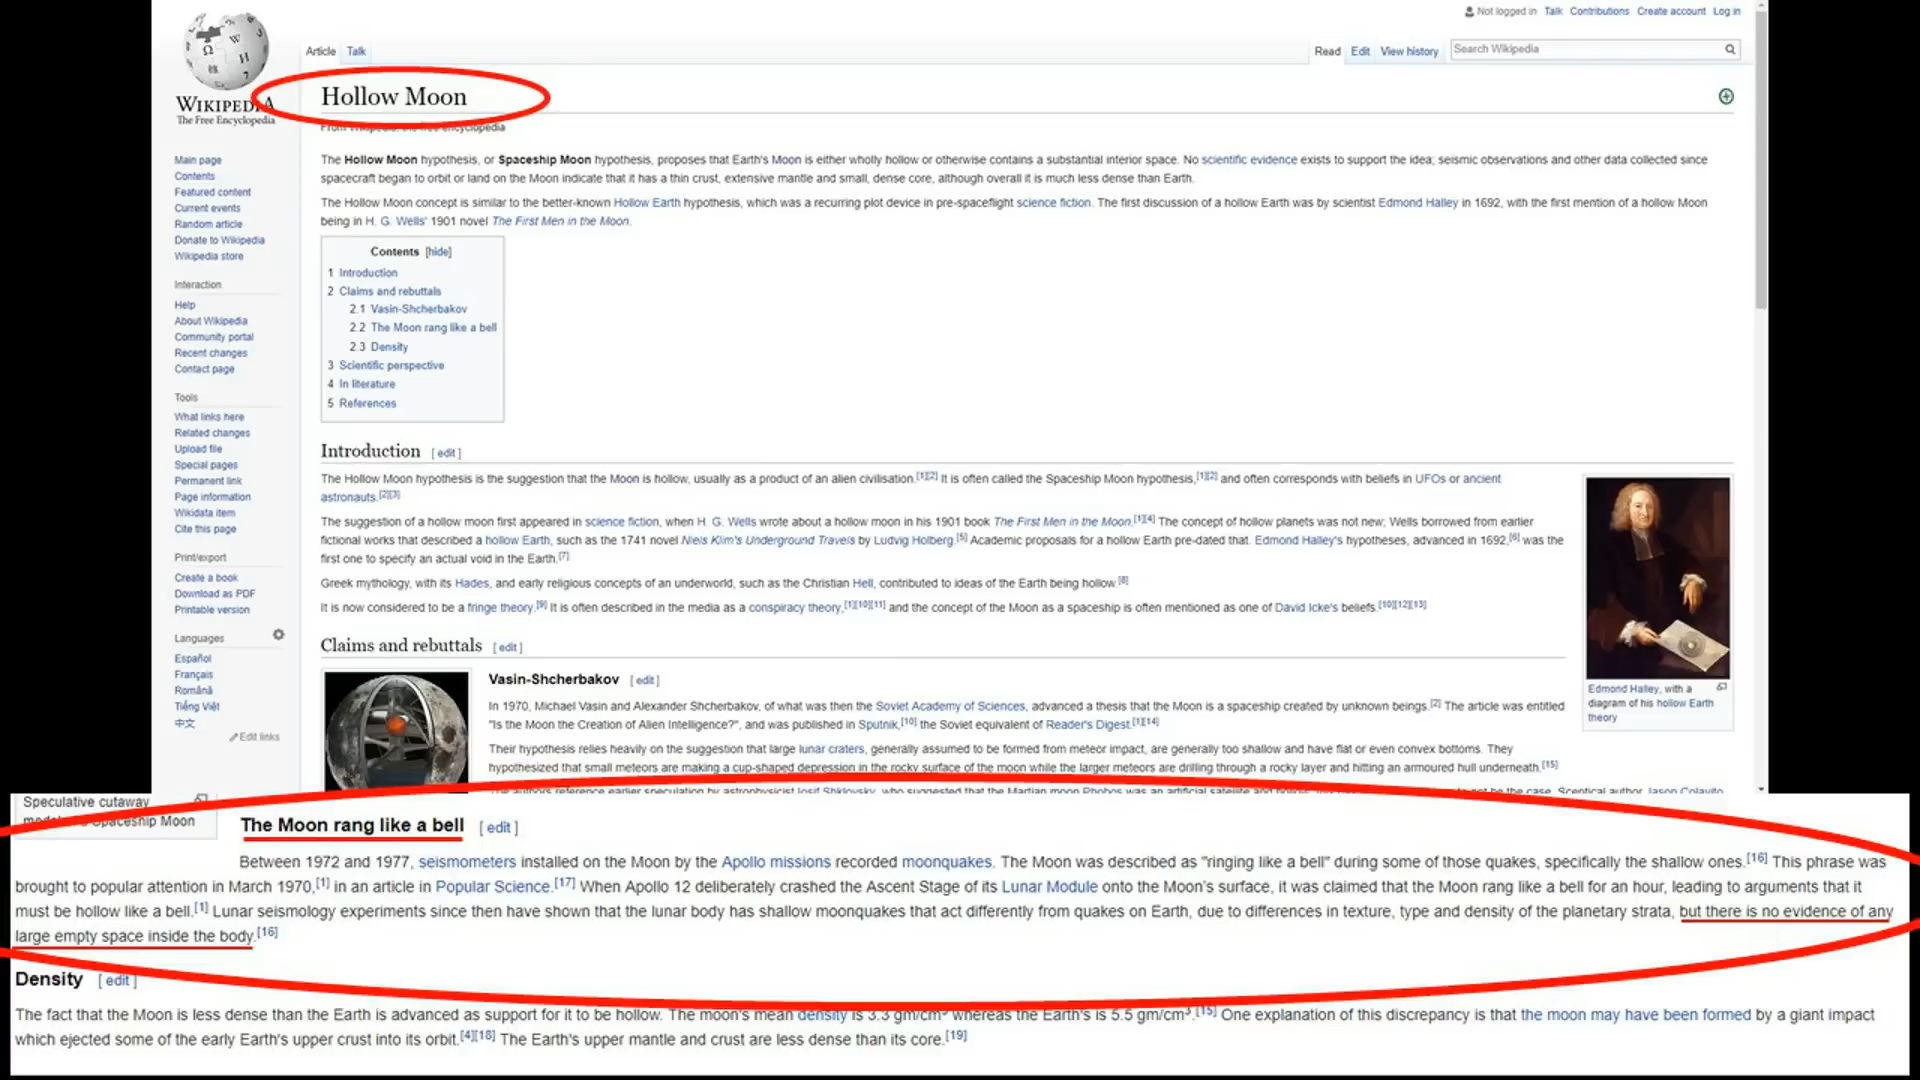 Not logged in Talk Contributions Create account Log in
Article Talk
Read Edit View history Search Wikipedia
WIKIPEDIA
The Free Encyclopedia
Hollow Moon
From Wikipedia, the free encyclopedia
Main page
Contents
Featured content
Current events
Random article
Donate to Wikipedia
Wikipedia store
Interaction
Help
About Wikipedia
Community portal
Recent changes
Contact page
Tools
What links here
Related changes
Upload file
Special pages
Permanent link
Page information
Wikidata item
Cite this page
Print/export
Create a book
Download as PDF
Printable version
Languages
Español
Français
Română
Tiếng Việt
中文
Edit links
The Hollow Moon hypothesis, or Spaceship Moon hypothesis, proposes that Earth's Moon is either wholly hollow or otherwise contains a substantial interior space. No scientific evidence exists to support the idea; seismic observations and other data collected since
spacecraft began to orbit or land on the Moon indicate that it has a thin crust, extensive mantle and small, dense core, although overall it is much less dense than Earth.
The Hollow Moon concept is similar to the better-known Hollow Earth hypothesis, which was a recurring plot device in pre-spaceflight science fiction. The first discussion of a hollow Earth was by scientist Edmond Halley in 1692, with the first mention of a hollow Moon
being in H. G. Wells' 1901 novel The First Men in the Moon.
Contents [hide]
1 Introduction
2 Claims and rebuttals
2.1 Vasin-Shcherbakov
2.2 The Moon rang like a bell
2.3 Density
3 Scientific perspective
4 In literature
5 References
Introduction [ edit ]
The Hollow Moon hypothesis is the suggestion that the Moon is hollow, usually as a product of an alien civilisation.[1][2] It is often called the Spaceship Moon hypothesis,[1][2] and often corresponds with beliefs in UFOs or ancient
astronauts.[2][3]
The suggestion of a hollow moon first appeared in science fiction, when H. G. Wells wrote about a hollow moon in his 1901 book The First Men in the Moon.[1][4] The concept of hollow planets was not new; Wells borrowed from earlier
fictional works that described a hollow Earth, such as the 1741 novel Niels Klim's Underground Travels by Ludvig Holberg.[5] Academic proposals for a hollow Earth pre-dated that. Edmond Halley's hypotheses, advanced in 1692,[6] was the
first one to specify an actual void in the Earth.[7]
Greek mythology, with its Hades, and early religious concepts of an underworld, such as the Christian Hell, contributed to ideas of the Earth being hollow.[8]
It is now considered to be a fringe theory.[9] It is often described in the media as a conspiracy theory,[1][10][11] and the concept of the Moon as a spaceship is often mentioned as one of David Icke's beliefs.[10][12][13]
Edmond Halley, with a
diagram of his hollow Earth
theory
Claims and rebuttals [ edit ]
Vasin-Shcherbakov [ edit ]
In 1970, Michael Vasin and Alexander Shcherbakov, of what was then the Soviet Academy of Sciences, advanced a thesis that the Moon is a spaceship created by unknown beings.[2] The article was entitled
"Is the Moon the Creation of Alien Intelligence?", and was published in Sputnik,[10] the Soviet equivalent of Reader's Digest.[1][14]
Their hypothesis relies heavily on the suggestion that large lunar craters, generally assumed to be formed from meteor impact, are generally too shallow and have flat or even convex bottoms. They
hypothesized that small meteors are making a cup-shaped depression in the rocky surface of the moon while the larger meteors are drilling through a rocky layer and hitting an armoured hull underneath.[15]
The authors reference earlier speculation by astrophysicist Iosif Shklovsky, who suggested that the Martian moon Phobos was an artificial satellite and hollow; not be the case. Sceptical author Jason Colavito
Speculative cutaway
Spaceship Moon
The Moon rang like a bell [ edit ]
Between 1972 and 1977, seismometers installed on the Moon by the Apollo missions recorded moonquakes. The Moon was described as "ringing like a bell" during some of those quakes, specifically the shallow ones.[16] This phrase was
brought to popular attention in March 1970,[1] in an article in Popular Science.[17] When Apollo 12 deliberately crashed the Ascent Stage of its Lunar Module onto the Moon's surface, it was claimed that the Moon rang like a bell for an hour, leading to arguments that it
must be hollow like a bell.[1] Lunar seismology experiments since then have shown that the lunar body has shallow moonquakes that act differently from quakes on Earth, due to differences in texture, type and density of the planetary strata, but there is no evidence of any
large empty space inside the body.[16]
Density [ edit ]
The fact that the Moon is less dense than the Earth is advanced as support for it to be hollow. The moon's mean density is 3.3 gm/cm³ whereas the Earth's is 5.5 gm/cm³.[15] One explanation of this discrepancy is that the moon may have been formed by a giant impact
which ejected some of the early Earth's upper crust into its orbit.[4][18] The Earth's upper mantle and crust are less dense than its core.[19]